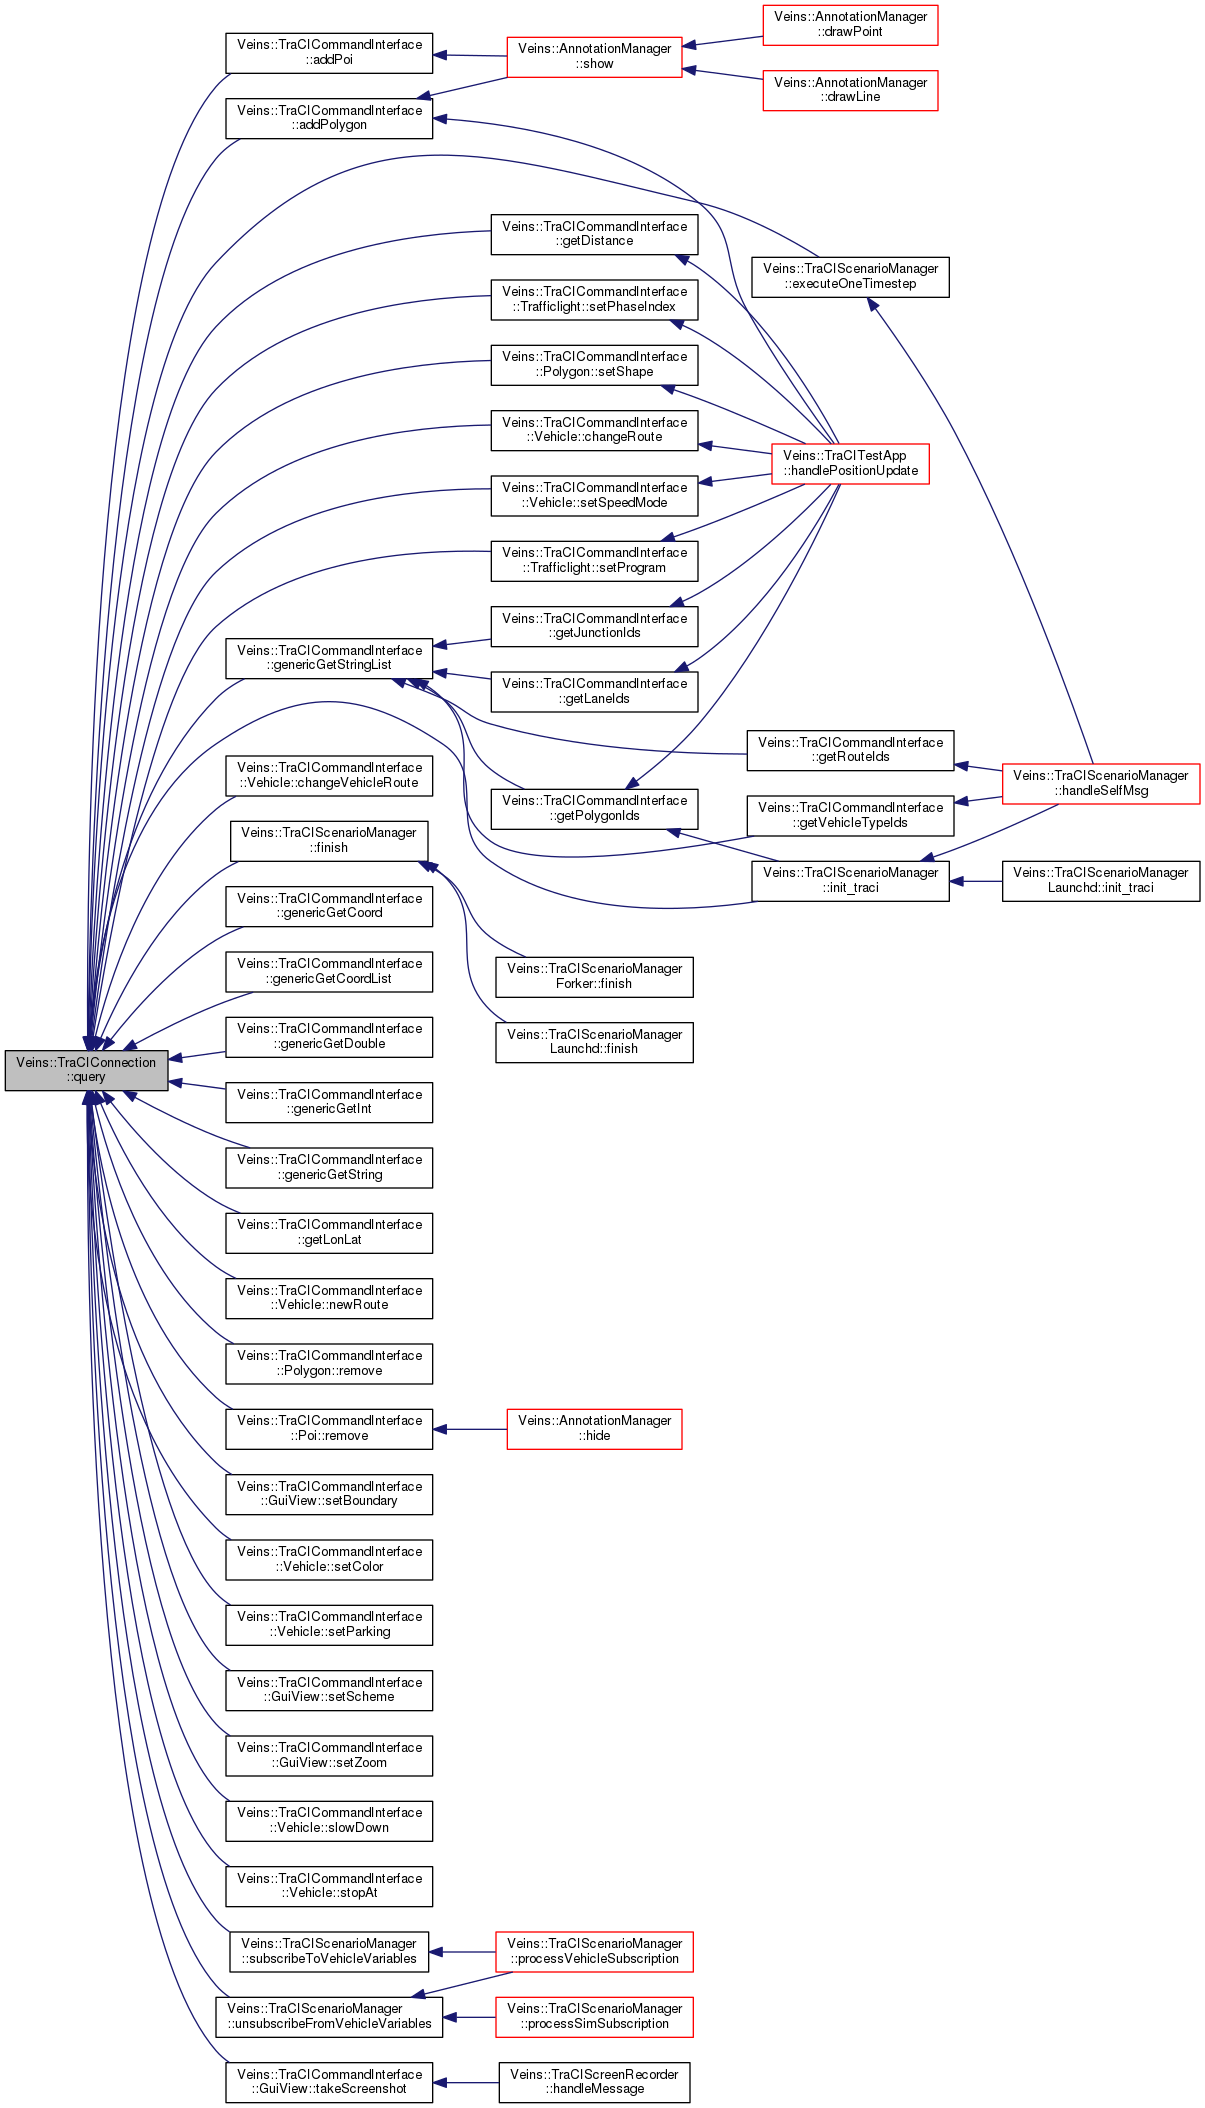 Veins::TraCIConnection
::query
Veins::TraCICommandInterface
::addPoi
Veins::TraCICommandInterface
::addPolygon
Veins::AnnotationManager
::show
Veins::AnnotationManager
::drawPoint
Veins::AnnotationManager
::drawLine
Veins::TraCICommandInterface
::getDistance
Veins::TraCICommandInterface
::Trafficlight::setPhaseIndex
Veins::TraCICommandInterface
::Polygon::setShape
Veins::TraCICommandInterface
::Vehicle::changeRoute
Veins::TraCICommandInterface
::Vehicle::setSpeedMode
Veins::TraCICommandInterface
::Trafficlight::setProgram
Veins::TraCIScenarioManager
::executeOneTimestep
Veins::TraCITestApp
::handlePositionUpdate
Veins::TraCICommandInterface
::genericGetStringList
Veins::TraCICommandInterface
::getJunctionIds
Veins::TraCICommandInterface
::getLaneIds
Veins::TraCICommandInterface
::getPolygonIds
Veins::TraCICommandInterface
::getRouteIds
Veins::TraCICommandInterface
::getVehicleTypeIds
Veins::TraCIScenarioManager
::init_traci
Veins::TraCIScenarioManager
::handleSelfMsg
Veins::TraCIScenarioManager
Launchd::init_traci
Veins::TraCICommandInterface
::Vehicle::changeVehicleRoute
Veins::TraCIScenarioManager
::finish
Veins::TraCIScenarioManager
Forker::finish
Veins::TraCIScenarioManager
Launchd::finish
Veins::TraCICommandInterface
::genericGetCoord
Veins::TraCICommandInterface
::genericGetCoordList
Veins::TraCICommandInterface
::genericGetDouble
Veins::TraCICommandInterface
::genericGetInt
Veins::TraCICommandInterface
::genericGetString
Veins::TraCICommandInterface
::getLonLat
Veins::TraCICommandInterface
::Vehicle::newRoute
Veins::TraCICommandInterface
::Polygon::remove
Veins::TraCICommandInterface
::Poi::remove
Veins::AnnotationManager
::hide
Veins::TraCICommandInterface
::GuiView::setBoundary
Veins::TraCICommandInterface
::Vehicle::setColor
Veins::TraCICommandInterface
::Vehicle::setParking
Veins::TraCICommandInterface
::GuiView::setScheme
Veins::TraCICommandInterface
::GuiView::setZoom
Veins::TraCICommandInterface
::Vehicle::slowDown
Veins::TraCICommandInterface
::Vehicle::stopAt
Veins::TraCIScenarioManager
::subscribeToVehicleVariables
Veins::TraCIScenarioManager
::processVehicleSubscription
Veins::TraCIScenarioManager
::unsubscribeFromVehicleVariables
Veins::TraCIScenarioManager
::processSimSubscription
Veins::TraCICommandInterface
::GuiView::takeScreenshot
Veins::TraCIScreenRecorder
::handleMessage